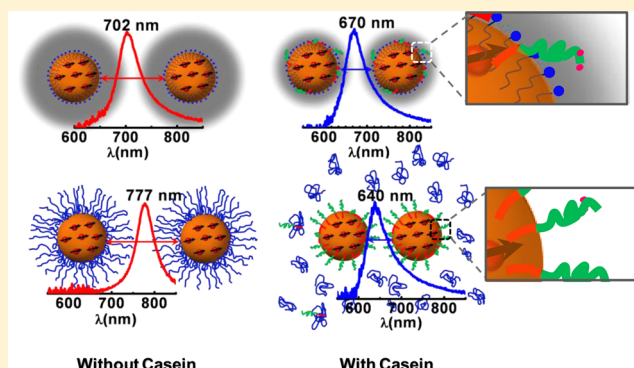 702 nm
670 nm
600 700 800
λ(nm)
600 700 800
λ(nm)
777 nm
640 nm
600 700 800
λ(nm)
600 700 800
λ(nm)
Without Casein
With Casein